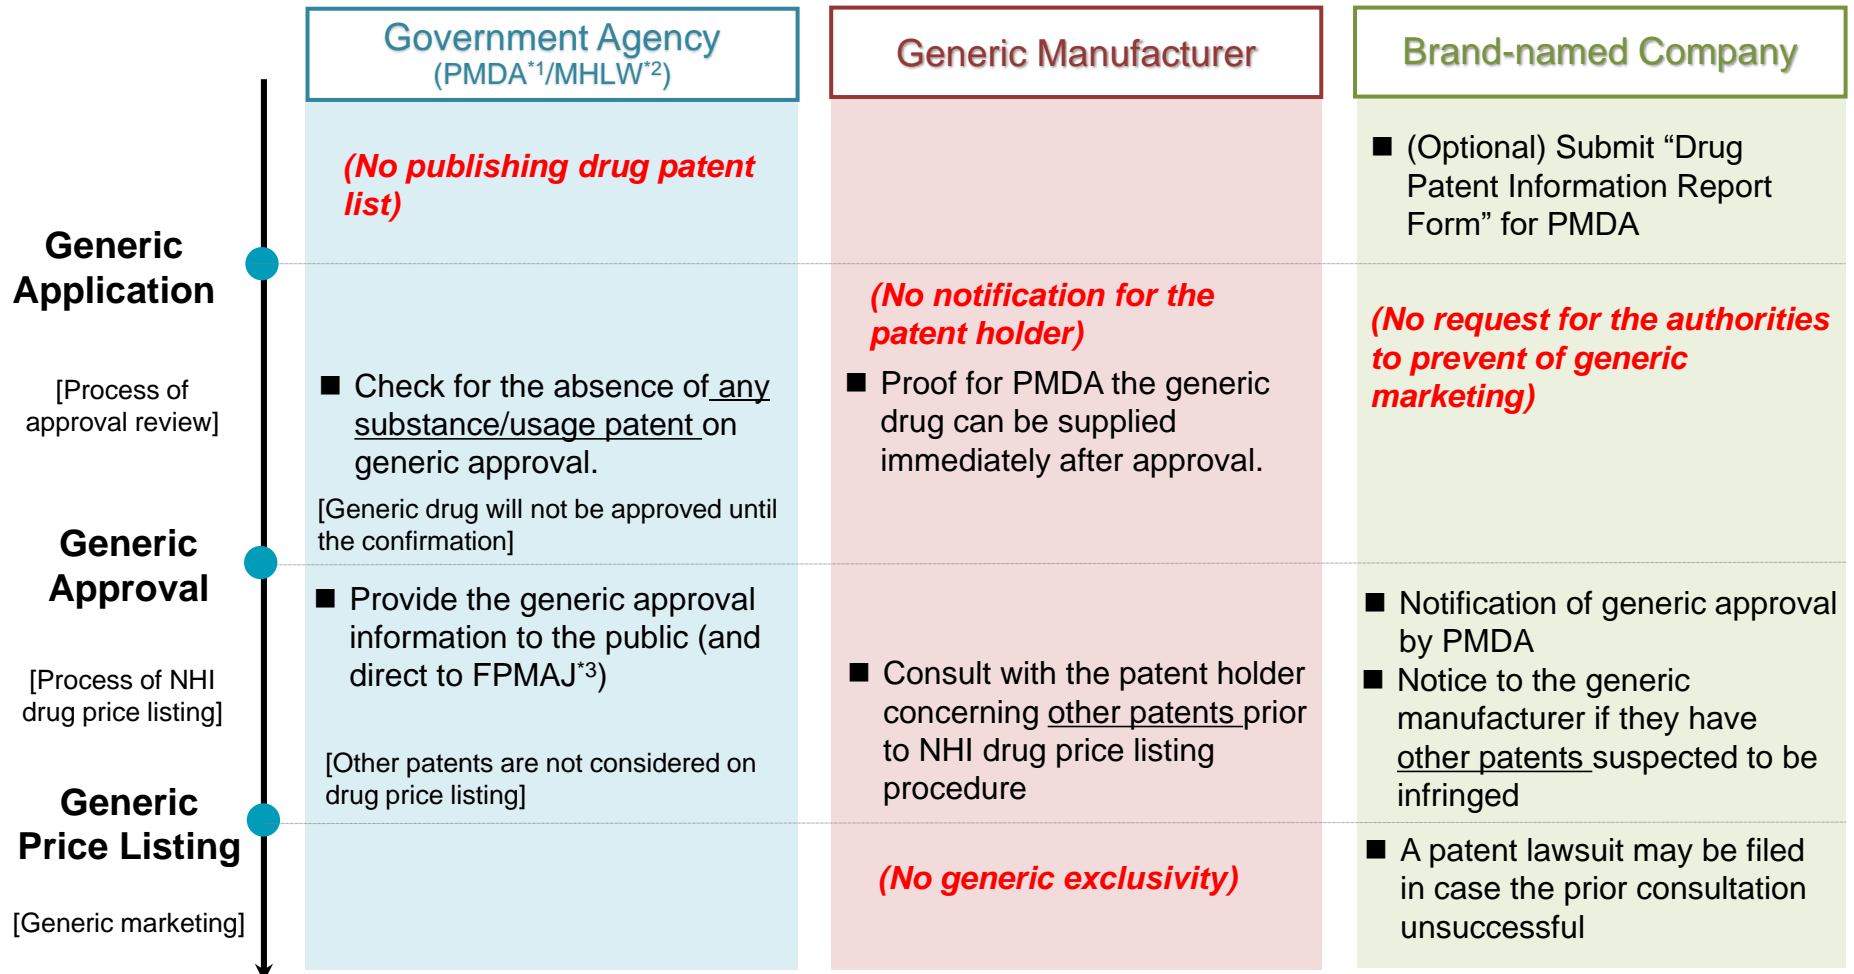 Government Agency
(PMDA*1/MHLW*2)
Generic Manufacturer
Brand-named Company
(No publishing drug patent
list)
■ (Optional) Submit “Drug
Patent Information Report
Form” for PMDA
Generic
Application
(No notification for the
patent holder)
(No request for the authorities
to prevent of generic
marketing)
[Process of
approval review]
■ Check for the absence of any
substance/usage patent on
generic approval.
[Generic drug will not be approved until
the confirmation]
■ Proof for PMDA the generic
drug can be supplied
immediately after approval.
Generic
Approval
■ Provide the generic approval
information to the public (and
direct to FPMAJ*3)
■ Notification of generic approval
by PMDA
■ Notice to the generic
manufacturer if they have
other patents suspected to be
infringed
[Process of NHI
drug price listing]
■ Consult with the patent holder
concerning other patents prior
to NHI drug price listing
procedure
[Other patents are not considered on
drug price listing]
Generic
Price Listing
(No generic exclusivity)
■ A patent lawsuit may be filed
in case the prior consultation
unsuccessful
[Generic marketing]